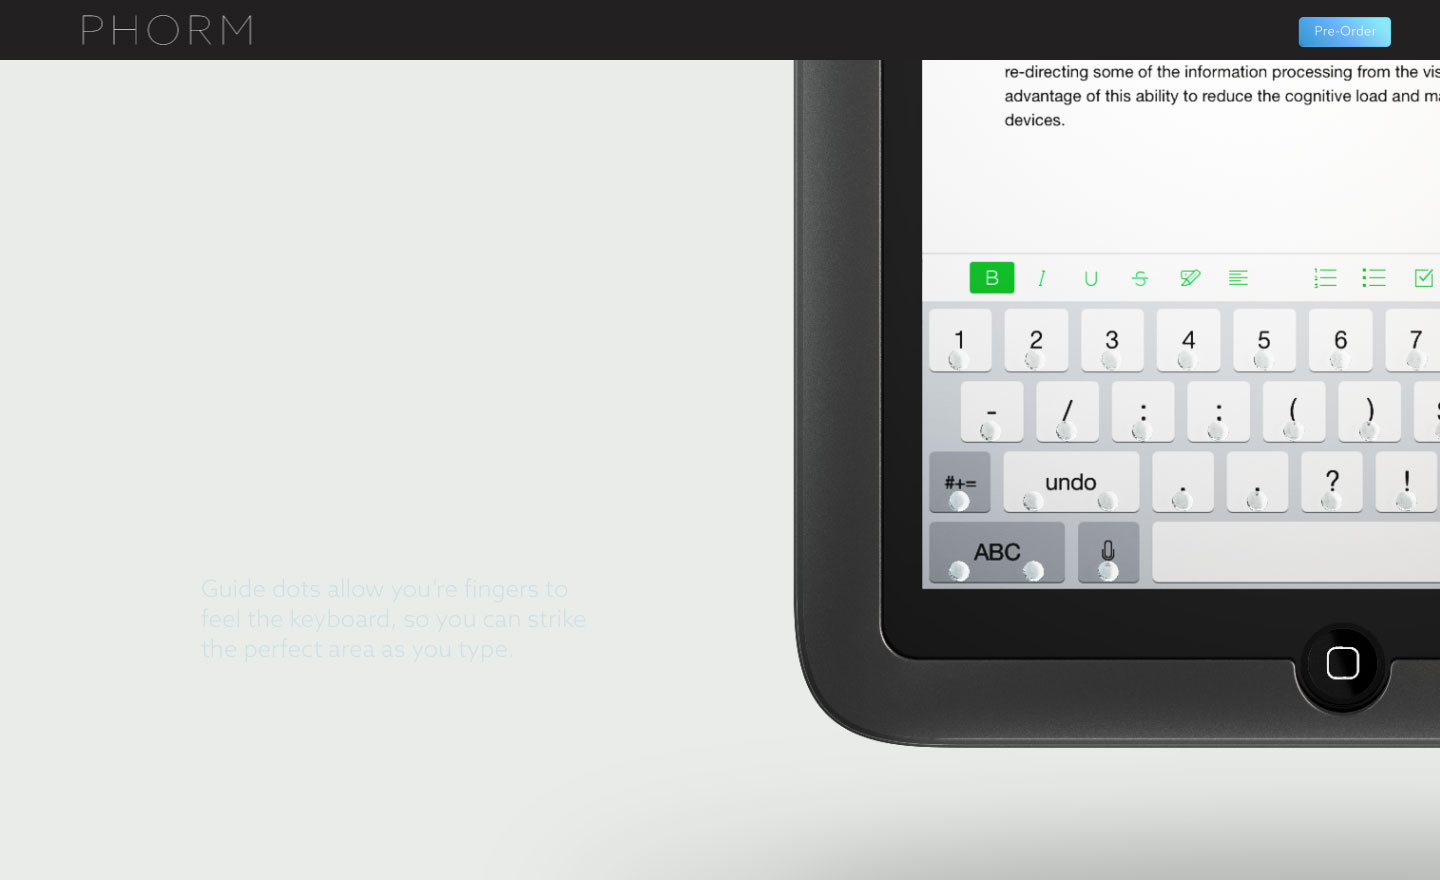 PHORM
Pre-Order
re-directing some of the information processing from the
advantage of this ability to reduce the cognitive load and
devices.
B I U S
1 2 3 4 5 6 7
- / : : ( )
#+= undo . , ? !
ABC
Guide dots allow you're fingers to
feel the keyboard, so you can strike
the perfect area as you type.